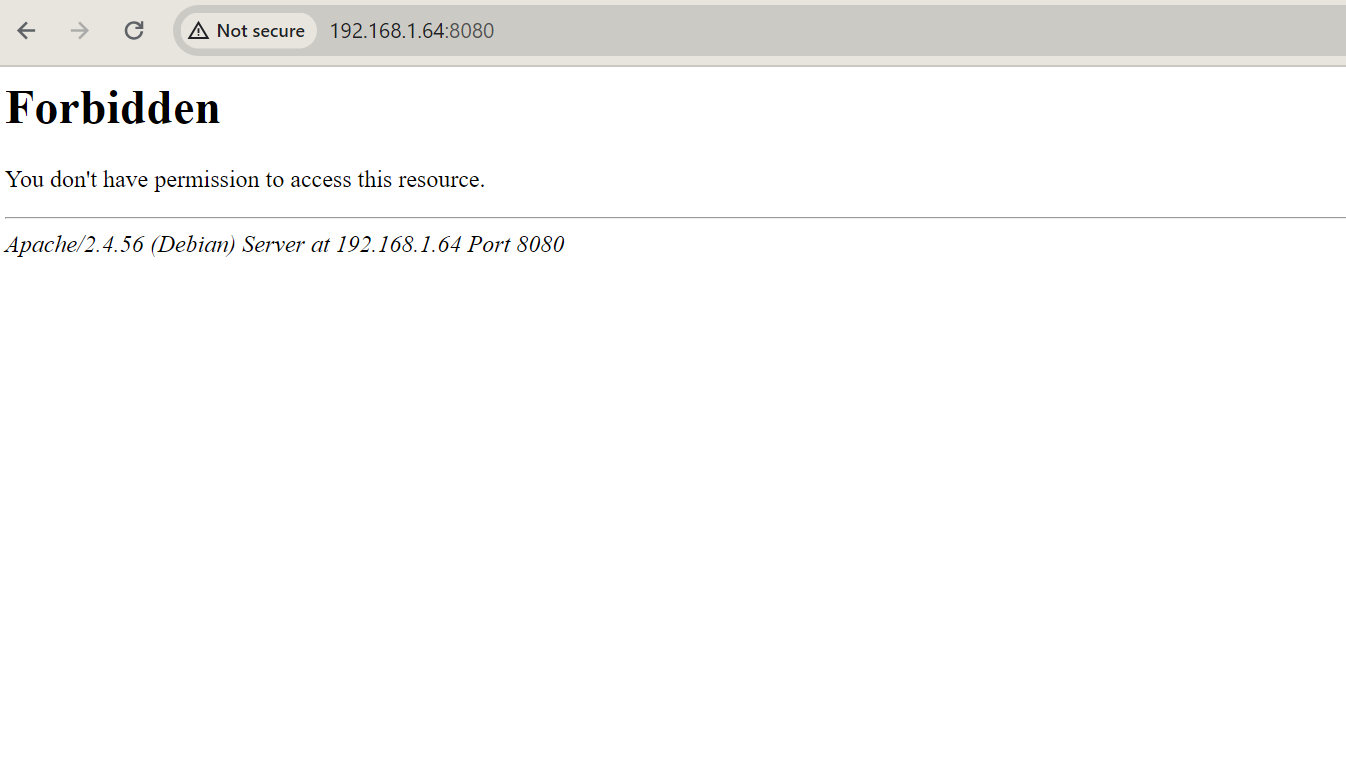 Not secure 192.168.1.64:8080
Forbidden
You don't have permission to access this resource.
Apache/2.4.56 (Debian) Server at 192.168.1.64 Port 8080